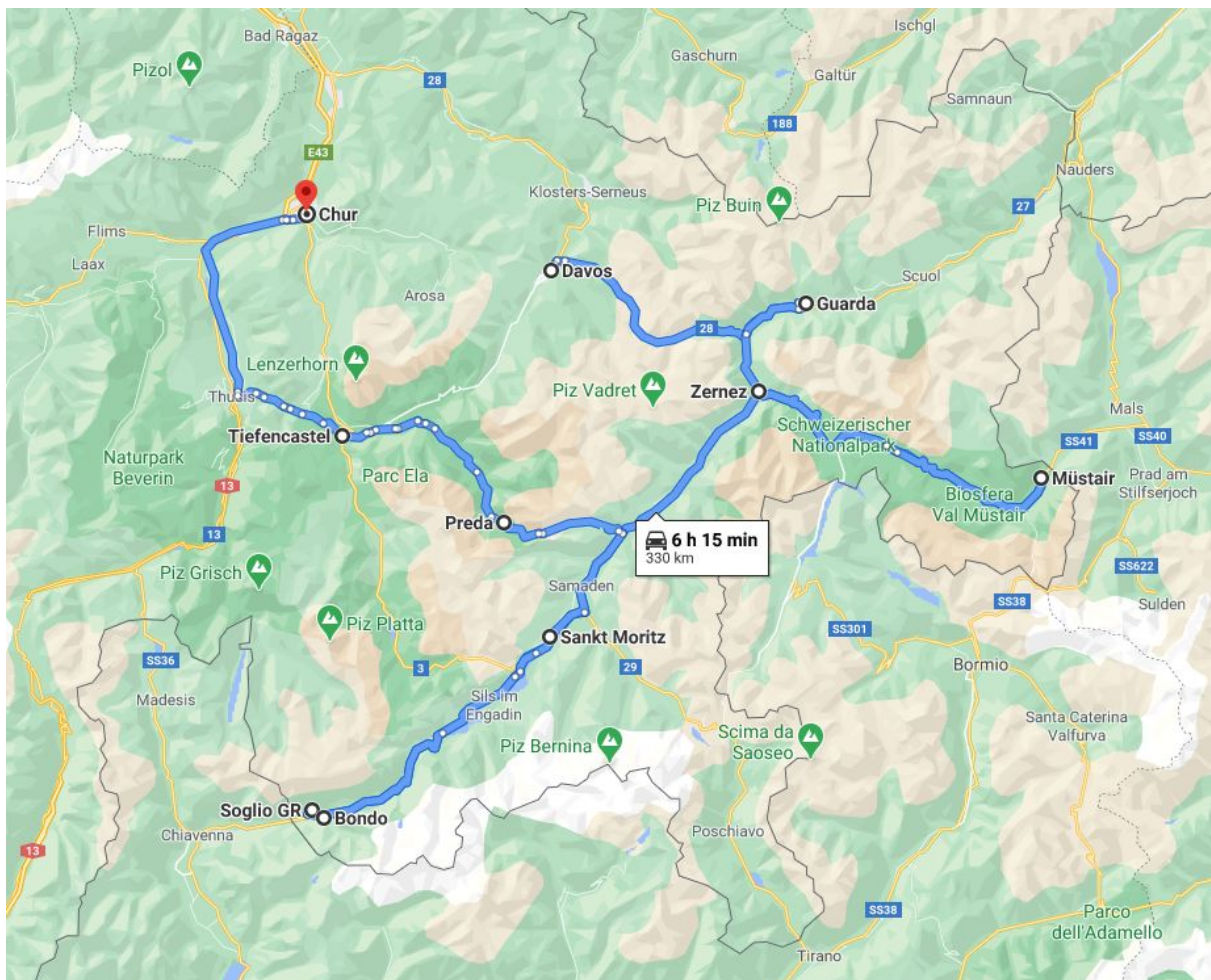 Bad Ragaz
Pizol
28
Gaschurn
Ischgl
Galtür
Samnaun
188
E43
Nauders
Klosters-Serneus
Piz Buin
27
Chur
Flims
Laax
Davos
Scuol
Arosa
Guarda
28
Lenzerhorn
Thusis
Piz Vadret
Zernez
Mals
Tiefencastel
Schweizerischer
Nationalpark
SS41
SS40
Naturpark
Beverin
Parc Ela
13
Müstair
Prad am
Stilfserjoch
Biosfera
Val Müstair
Preda
13
6 h 15 min
330 km
Piz Grisch
Samaden
SS622
SS38
Sulden
Piz Platta
SS301
Sankt Moritz
SS36
3
29
Bormio
Madesis
Sils im
Engadin
Santa Caterina
Valfurva
Piz Bernina
Scima da
Saoseo
Soglio GR
Bondo
Chiavenna
Poschiavo
13
SS38
Parco
dell'Adamello
Tirano